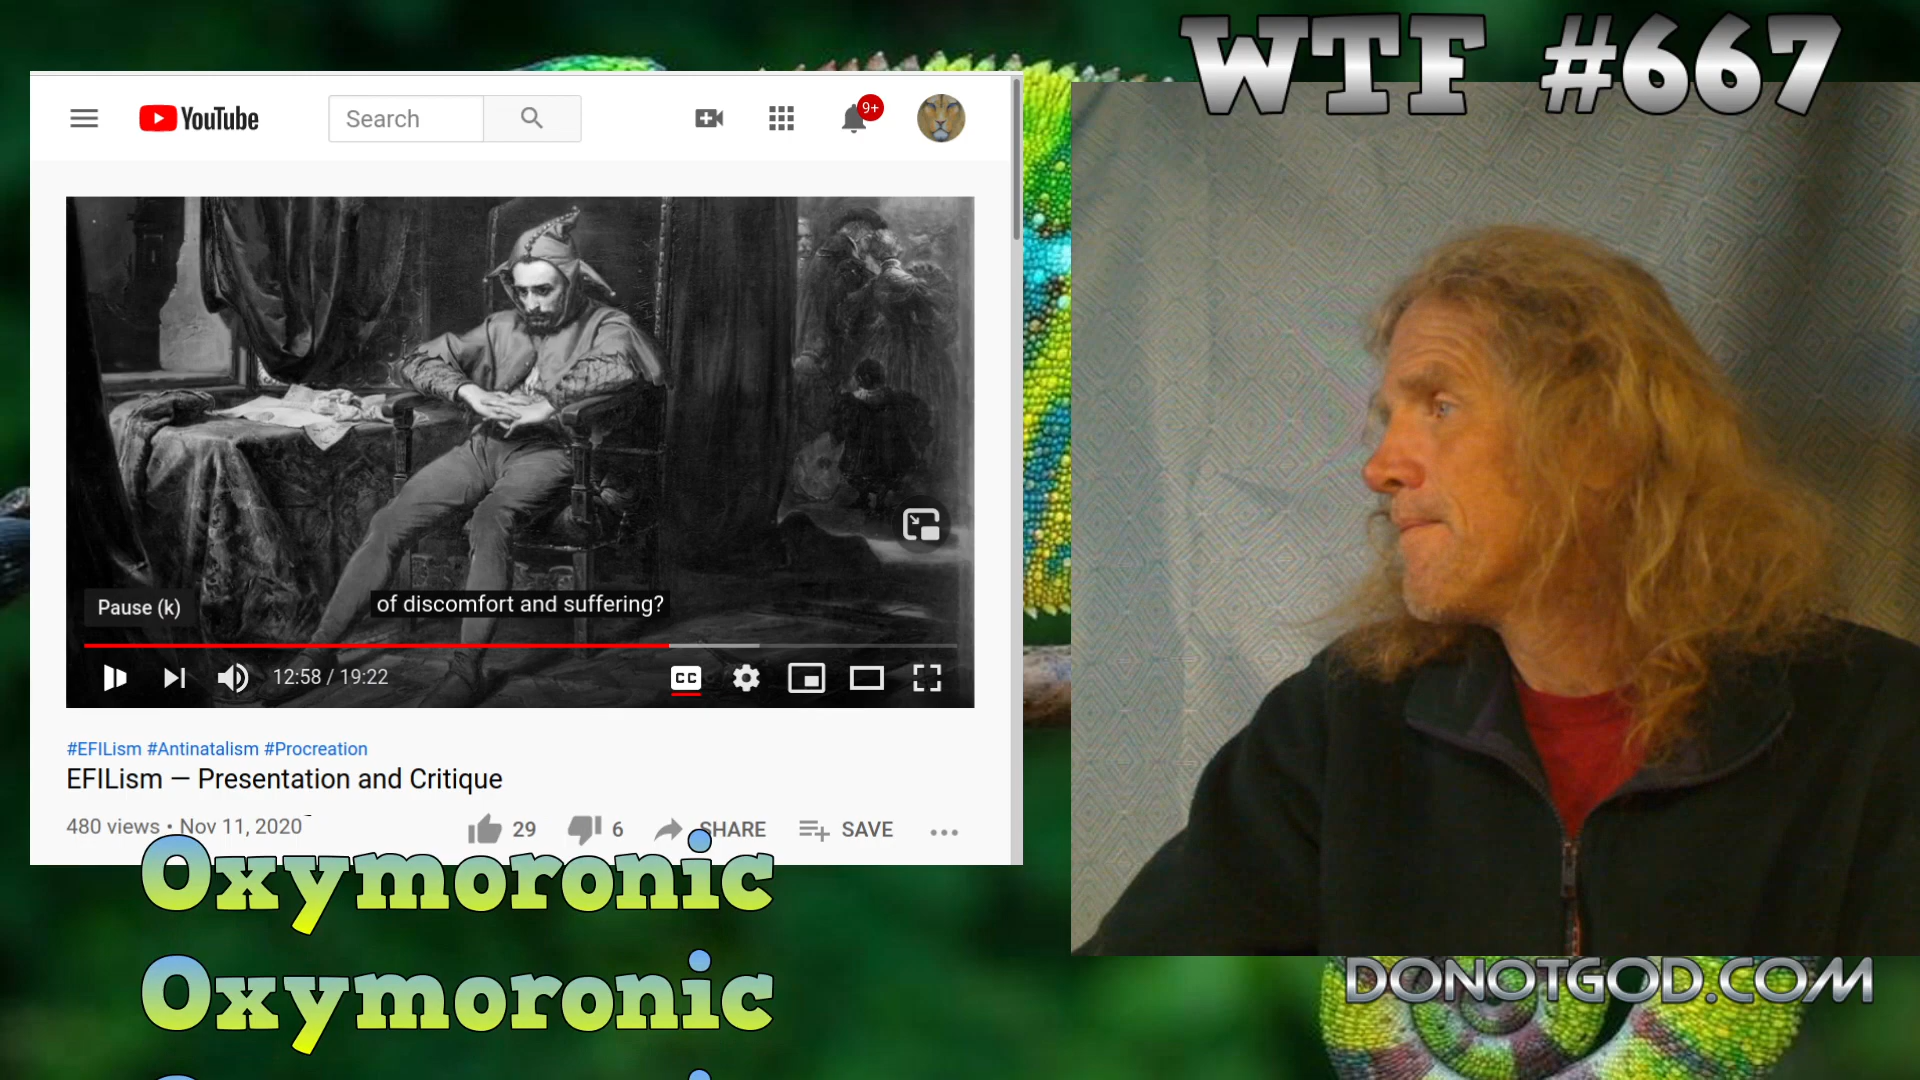 WTF #667
YouTube
Search
9+
of discomfort and suffering?
Pause (k)
12:58 / 19:22
CC
#EFILism #Antinatalism #Procreation
EFILism — Presentation and Critique
480 views • Nov 11, 2020
29
6
SHARE
SAVE
Oxymoronic
Oxymoronic
DONOTGOD.COM